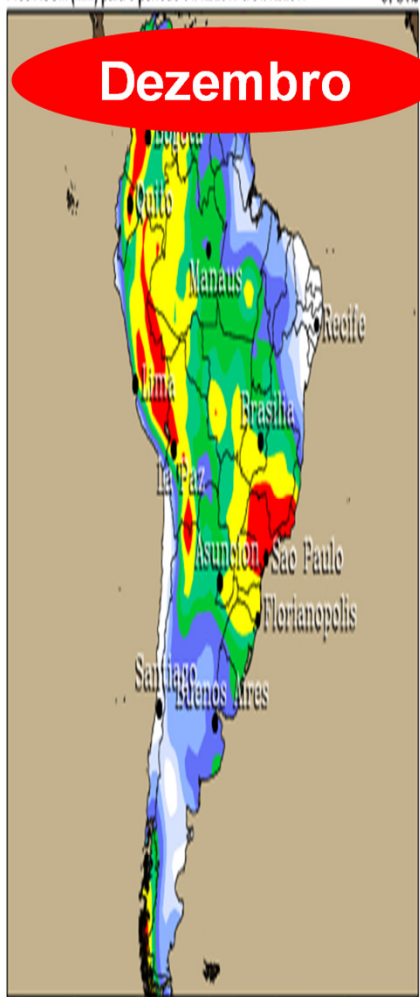 Dezembro
Bogota
Quito
Manaus
Recife
Lima
Brasilia
La Paz
Asuncion
Sao Paulo
Florianopolis
Santiago
Buenos Aires